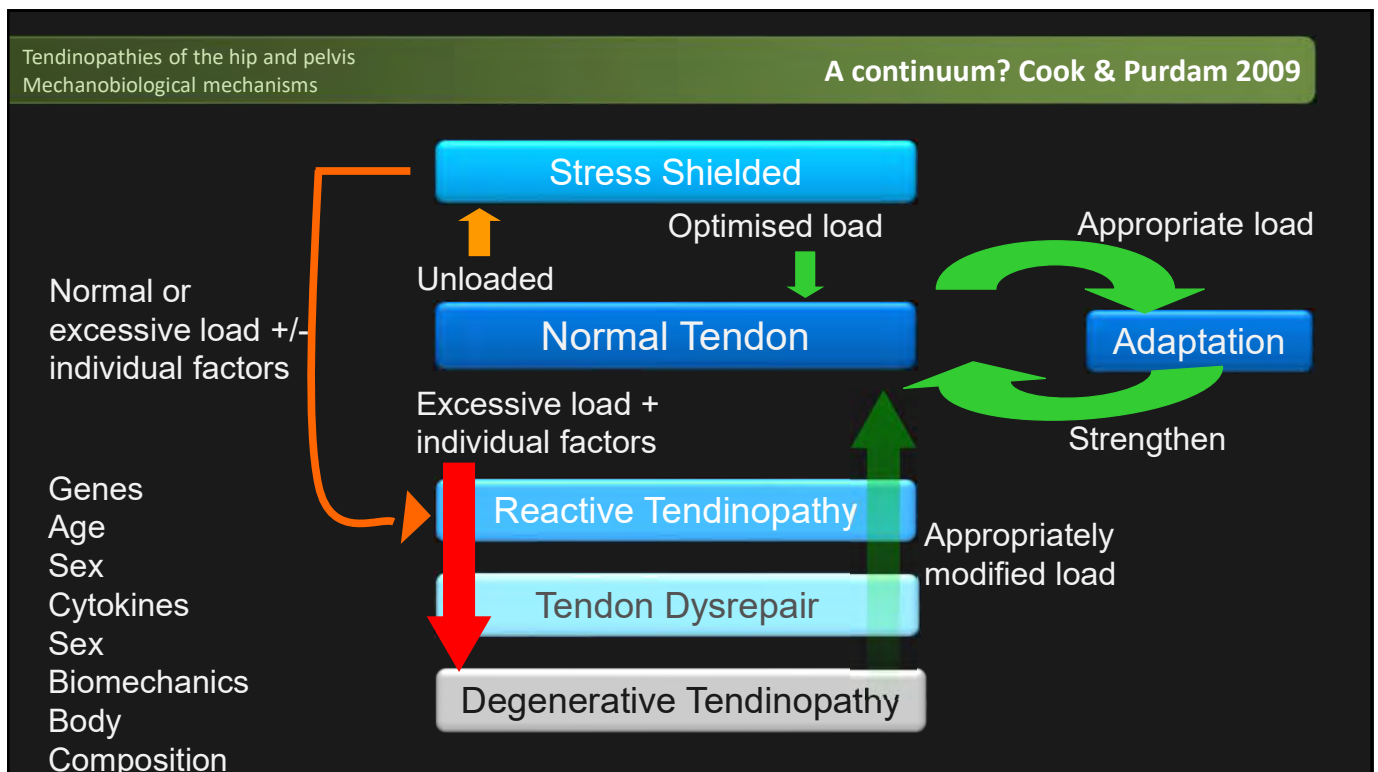 Tendinopathies of the hip and pelvis
Mechanobiological mechanisms
A continuum? Cook & Purdam 2009
Stress Shielded
Optimised load
Appropriate load
Unloaded
Normal or
excessive load +/-
individual factors
Normal Tendon
Adaptation
Excessive load +
individual factors
Strengthen
Genes
Age
Sex
Cytokines
Sex
Biomechanics
Body
Composition
Reactive Tendinopathy
Appropriately
modified load
Tendon Dysrepair
Degenerative Tendinopathy